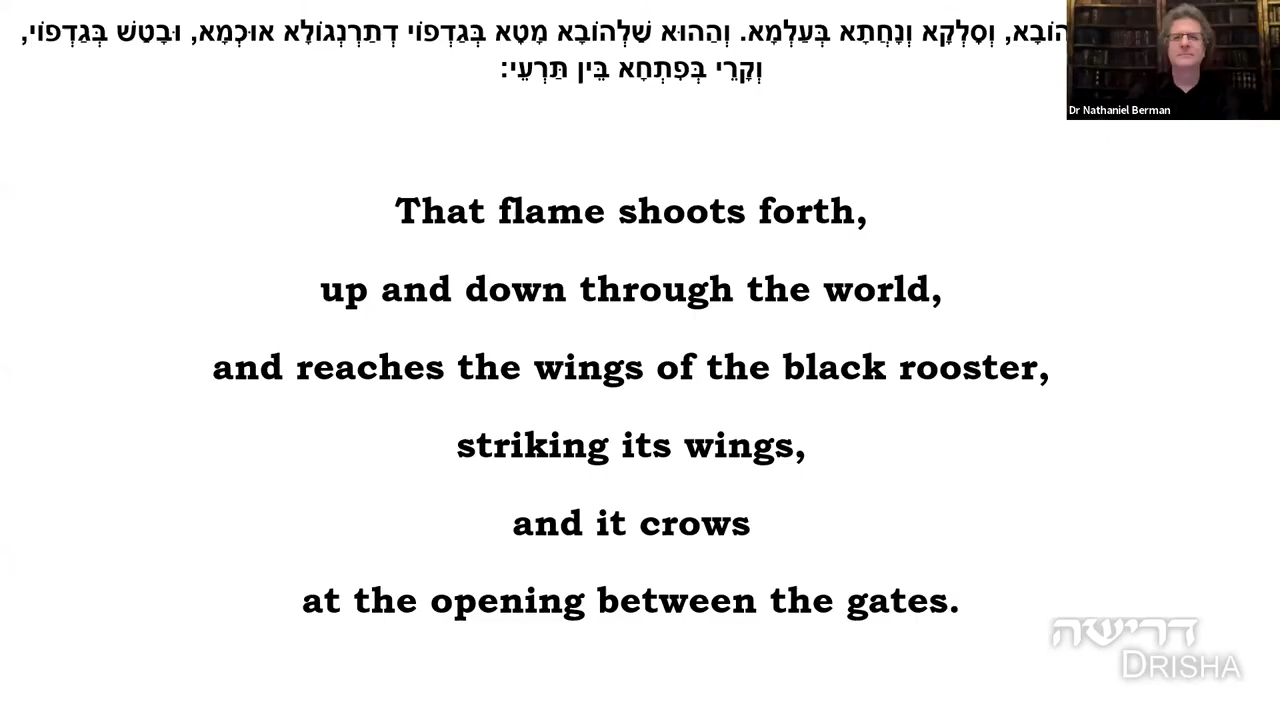 וְסָלְקָא וְנָחֲתָא בְּעַלְמָא. וְהַהוּא שַׁלְהוֹבָא מָטָא בְּגַדְפוֹי דְתַרְנְגוֹלָא אוּכְמָא, וּבָטַשׁ בְּגַדְפוֹי,
וְקָרֵי בְּפִתְחָא בֵּין תַּרְעֵי:
Dr Nathaniel Berman
That flame shoots forth,
up and down through the world,
and reaches the wings of the black rooster,
striking its wings,
and it crows
at the opening between the gates.
דרישה
DRISHA